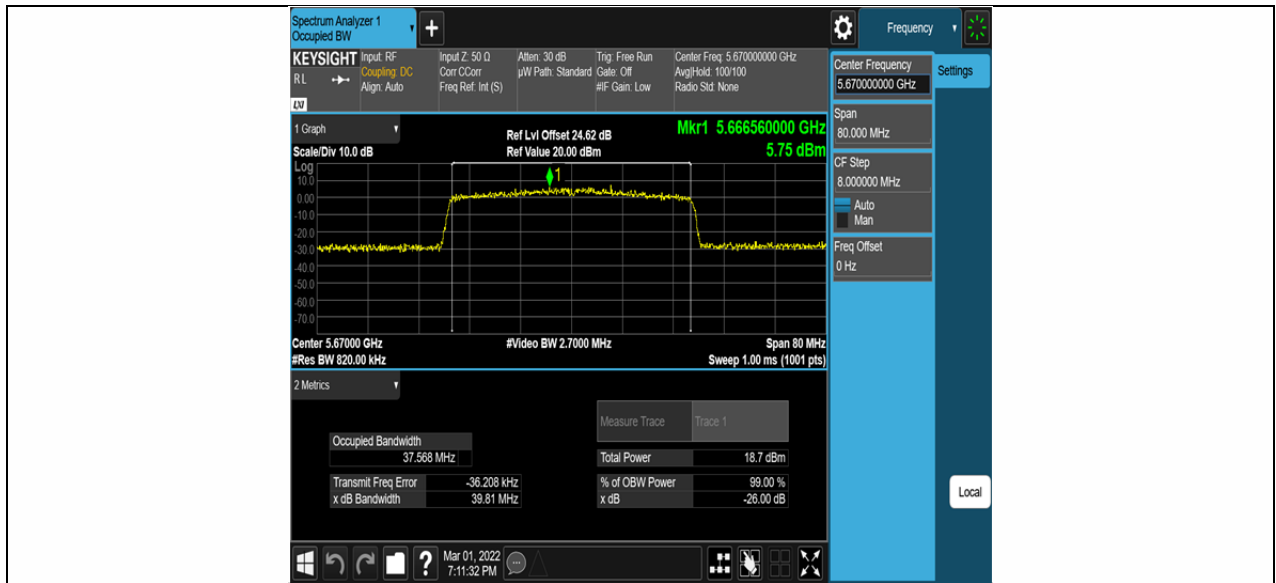 Spectrum Analyzer 1
Occupied BW
+
Frequency
KEYSIGHT
RL
LXI
Input: RF
Coupling: DC
Align: Auto
Input Z: 50 Ω
Corr CCorr
Freq Ref: Int (S)
Atten: 30 dB
µW Path: Standard
Trig: Free Run
Gate: Off
#IF Gain: Low
Center Freq: 5.670000000 GHz
Avg|Hold: 100/100
Radio Std: None
Center Frequency
5.670000000 GHz
Settings
Span
80.000 MHz
CF Step
8.000000 MHz
Auto
Man
Freq Offset
0 Hz
Local
1 Graph
Scale/Div 10.0 dB
Ref Lvl Offset 24.62 dB
Ref Value 20.00 dBm
Mkr1 5.666560000 GHz
5.75 dBm
Log
10.0
0.00
-10.0
-20.0
-30.0
-40.0
-50.0
-60.0
-70.0
1
Center 5.67000 GHz
#Video BW 2.7000 MHz
Span 80 MHz
#Res BW 820.00 kHz
Sweep 1.00 ms (1001 pts)
2 Metrics
Measure Trace Trace 1
Occupied Bandwidth
37.568 MHz
Total Power 18.7 dBm
Transmit Freq Error -36.208 kHz
% of OBW Power 99.00 %
x dB Bandwidth 39.81 MHz
x dB -26.00 dB
?
Mar 01, 2022
7:11:32 PM